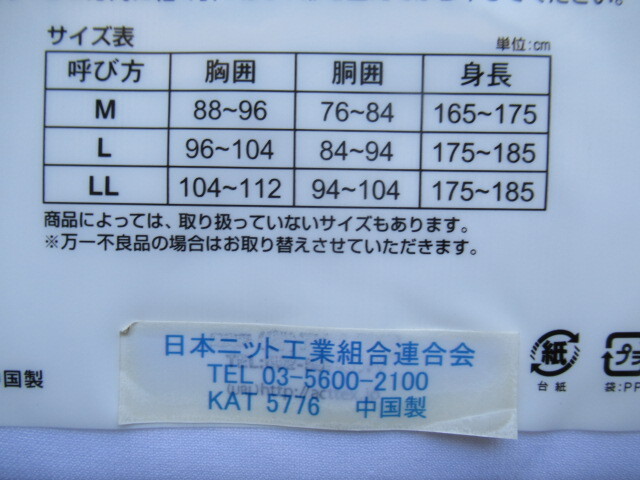 サイズ表
単位:cm
呼び方 胸囲 胴囲 身長
M 88~96 76~84 165~175
L 96~104 84~94 175~185
LL 104~112 94~104 175~185
商品によっては、取り扱っていないサイズもあります。
※万一不良品の場合はお取り替えさせていただきます。
日本ニット工業組合連合会
TEL 03-5600-2100
KAT 5776 中国製
中国製
紙
台紙
プラ
袋:PP